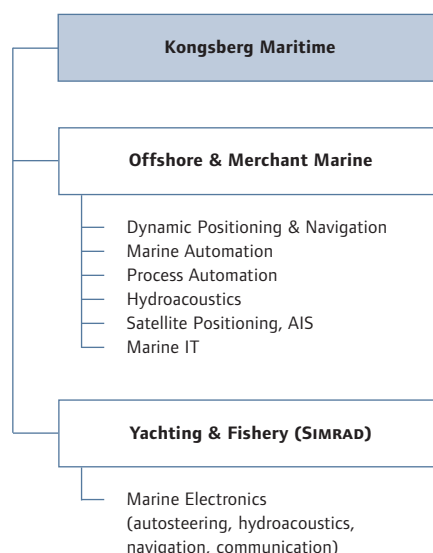 Kongsberg Maritime
Offshore & Merchant Marine
Dynamic Positioning & Navigation
Marine Automation
Process Automation
Hydroacoustics
Satellite Positioning, AIS
Marine IT
Yachting & Fishery (SIMRAD)
Marine Electronics
(autosteering, hydroacoustics,
navigation, communication)